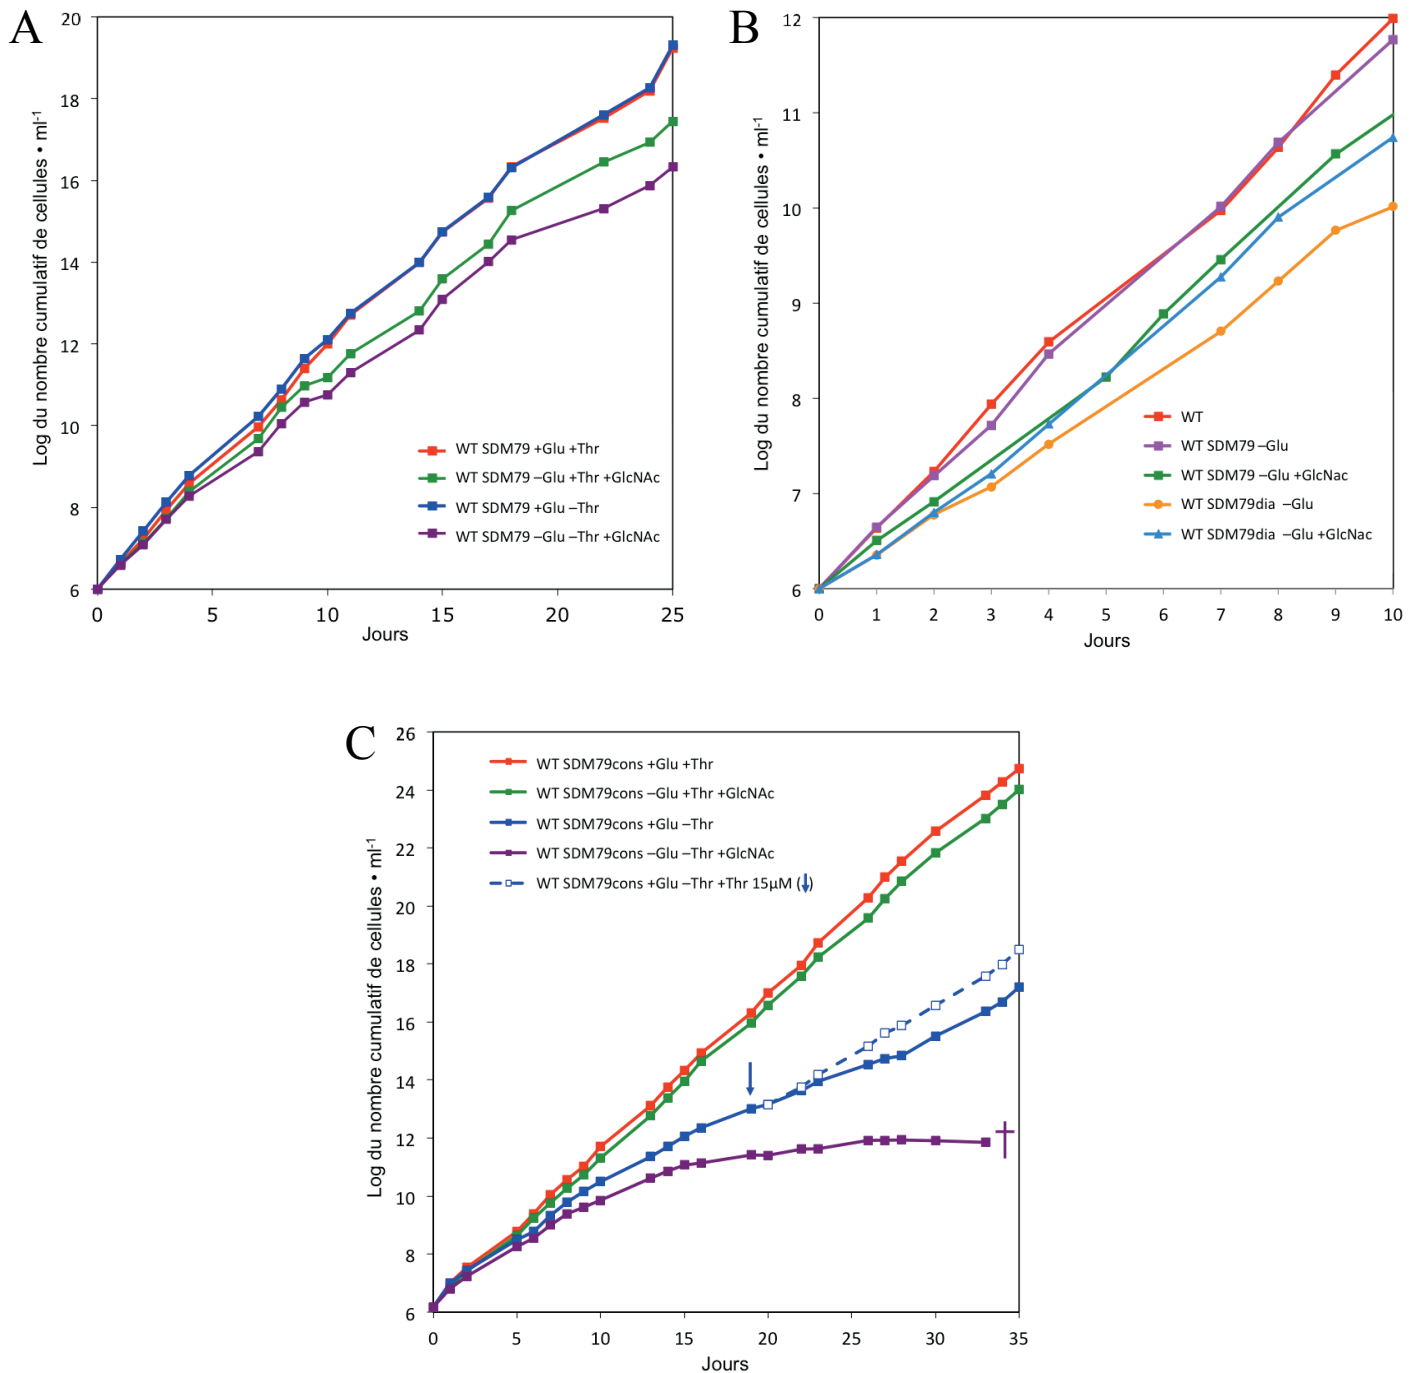 A
Log du nombre cumulatif de cellules • ml-1
20
18
16
14
12
10
8
6
0 5 10 15 20 25
Jours
WT SDM79 +Glu +Thr
WT SDM79 –Glu +Thr +GlcNAc
WT SDM79 +Glu –Thr
WT SDM79 –Glu –Thr +GlcNAc
B
Log du nombre cumulatif de cellules • ml-1
12
11
10
9
8
7
6
0 1 2 3 4 5 6 7 8 9 10
Jours
WT
WT SDM79 –Glu
WT SDM79 –Glu +GlcNac
WT SDM79dia –Glu
WT SDM79dia –Glu +GlcNac
C
Log du nombre cumulatif de cellules • ml-1
26
24
22
20
18
16
14
12
10
8
6
0 5 10 15 20 25 30 35
Jours
WT SDM79cons +Glu +Thr
WT SDM79cons –Glu +Thr +GlcNAc
WT SDM79cons +Glu –Thr
WT SDM79cons –Glu –Thr +GlcNAc
WT SDM79cons +Glu –Thr +Thr 15µM (↓)